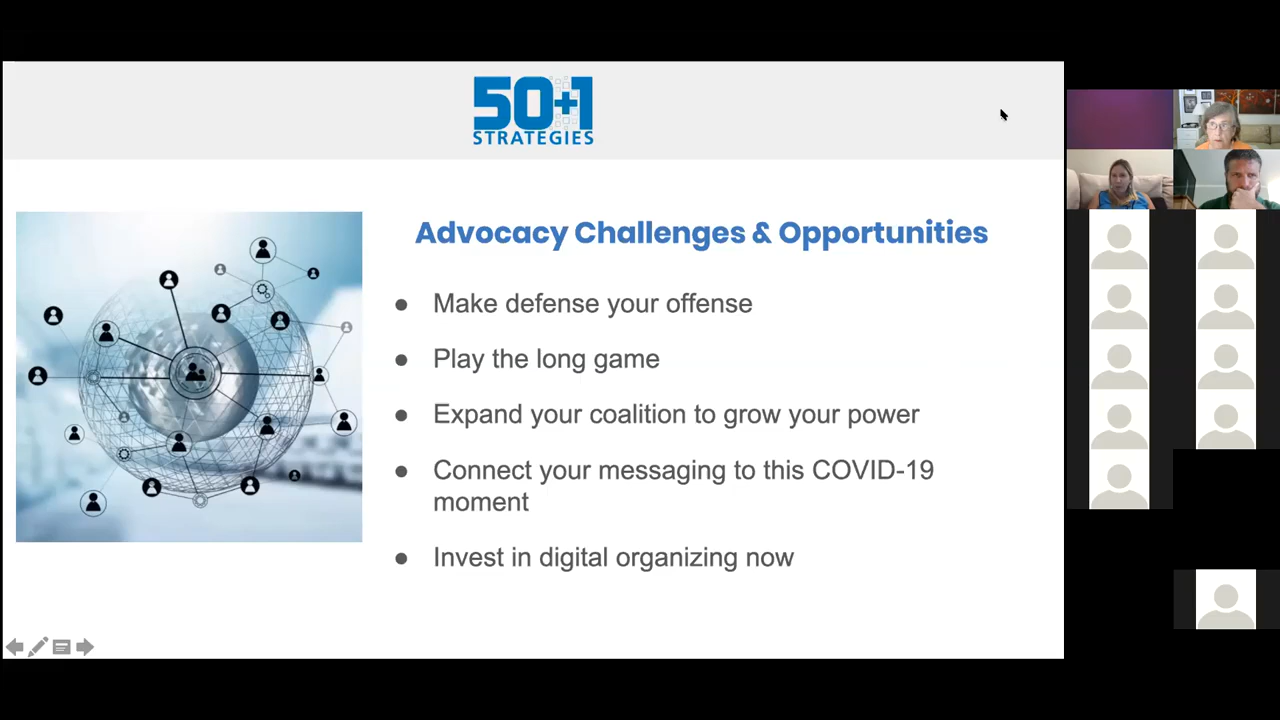 50+1
STRATEGIES
Advocacy Challenges & Opportunities
● Make defense your offense
● Play the long game
● Expand your coalition to grow your power
● Connect your messaging to this COVID-19
moment
● Invest in digital organizing now